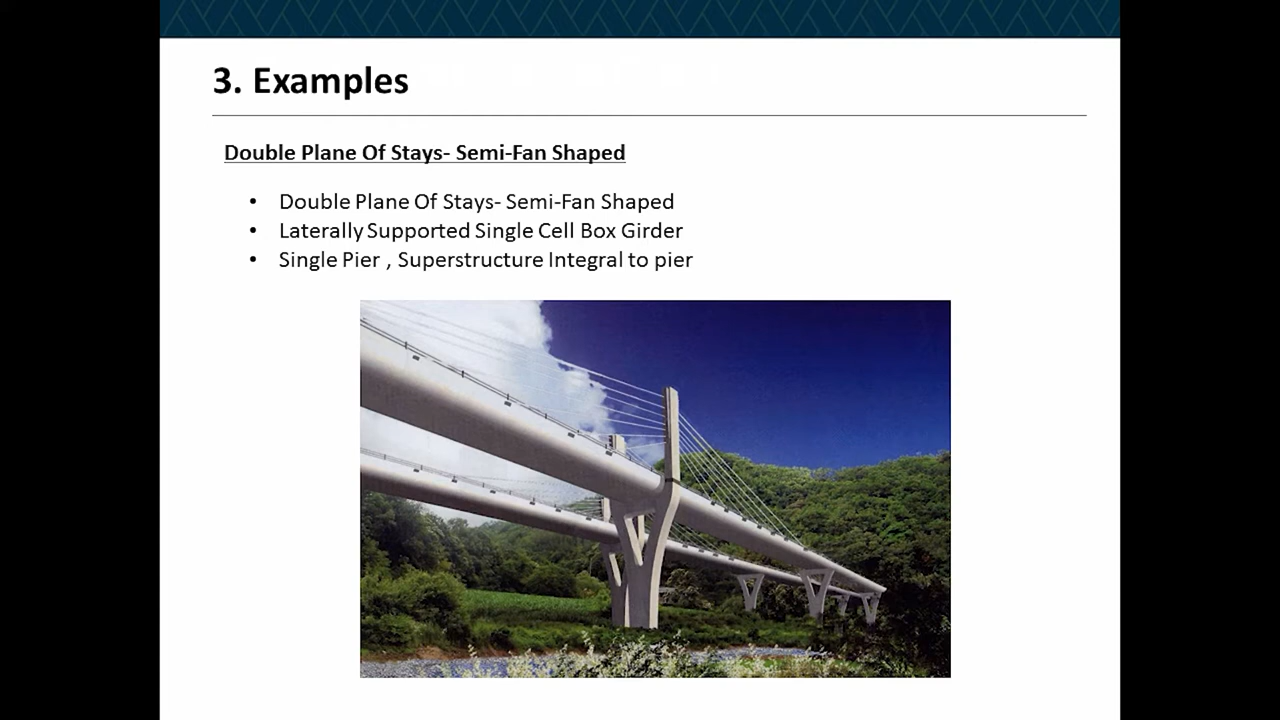 3. Examples
Double Plane Of Stays- Semi-Fan Shaped
• Double Plane Of Stays- Semi-Fan Shaped
• Laterally Supported Single Cell Box Girder
• Single Pier , Superstructure Integral to pier